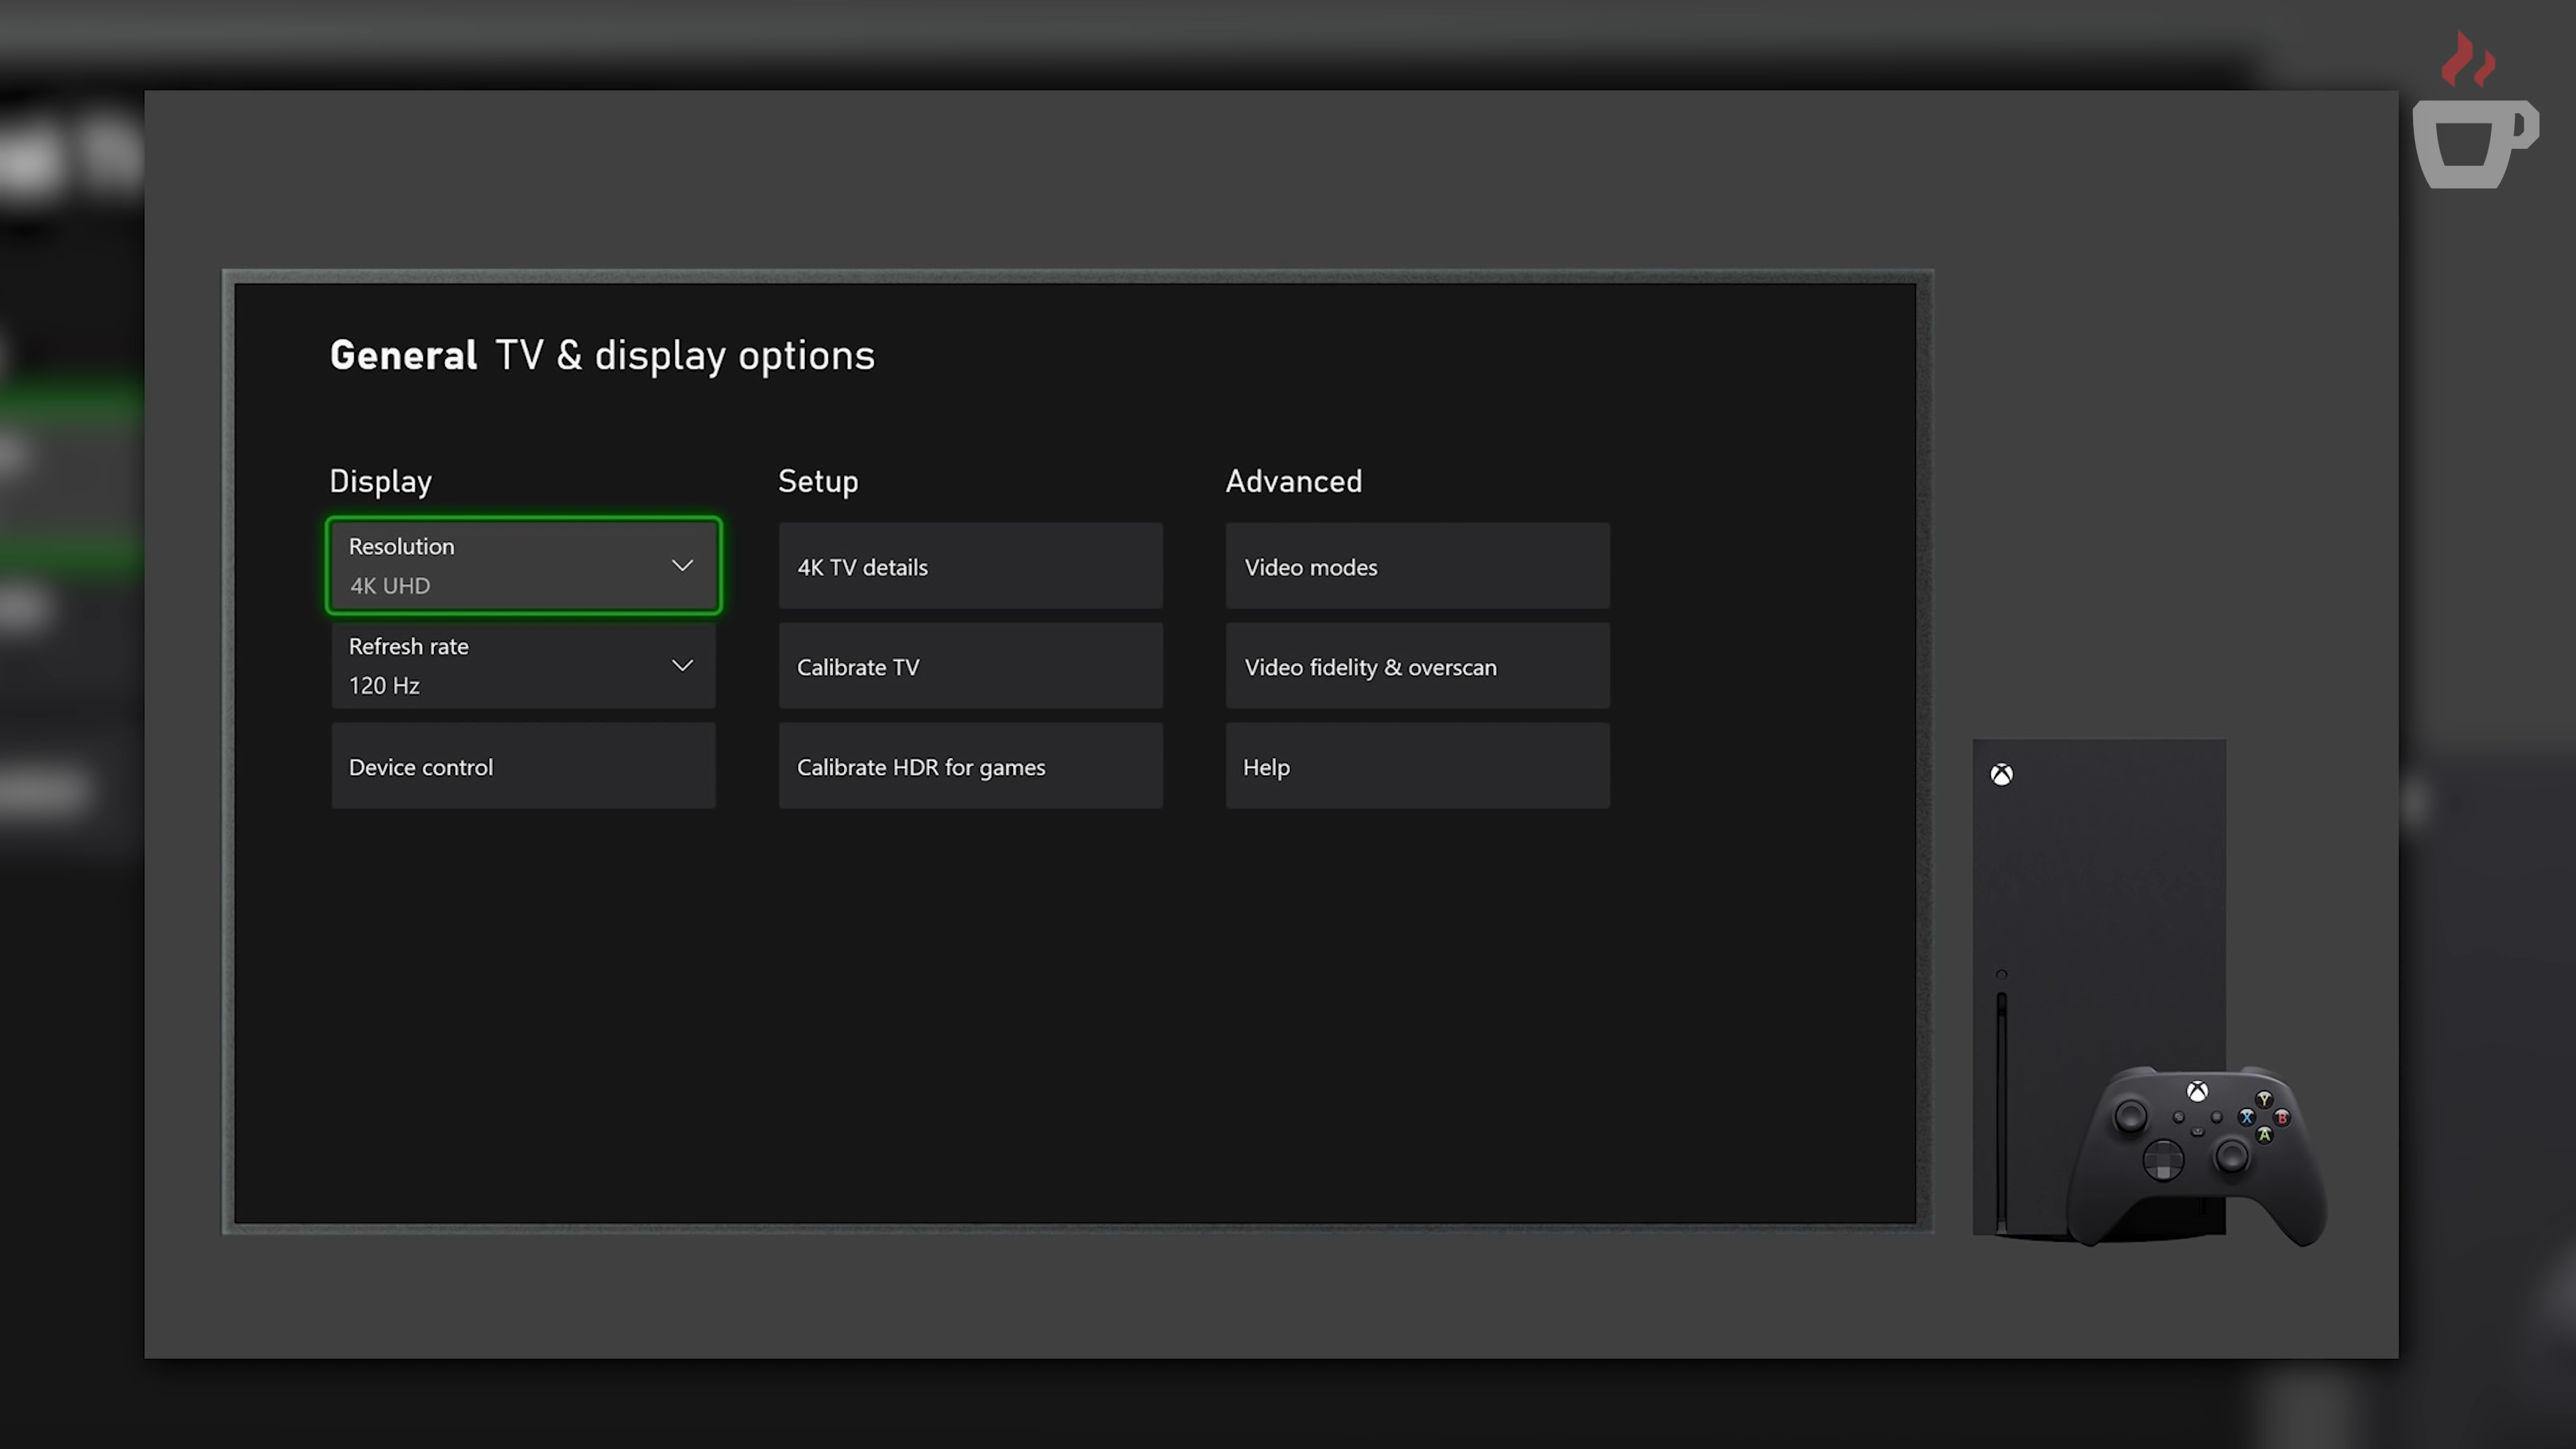 General TV & display options
Display
Setup
Advanced
Resolution
4K UHD
4K TV details
Video modes
Refresh rate
120 Hz
Calibrate TV
Video fidelity & overscan
Device control
Calibrate HDR for games
Help
Y
X
B
A